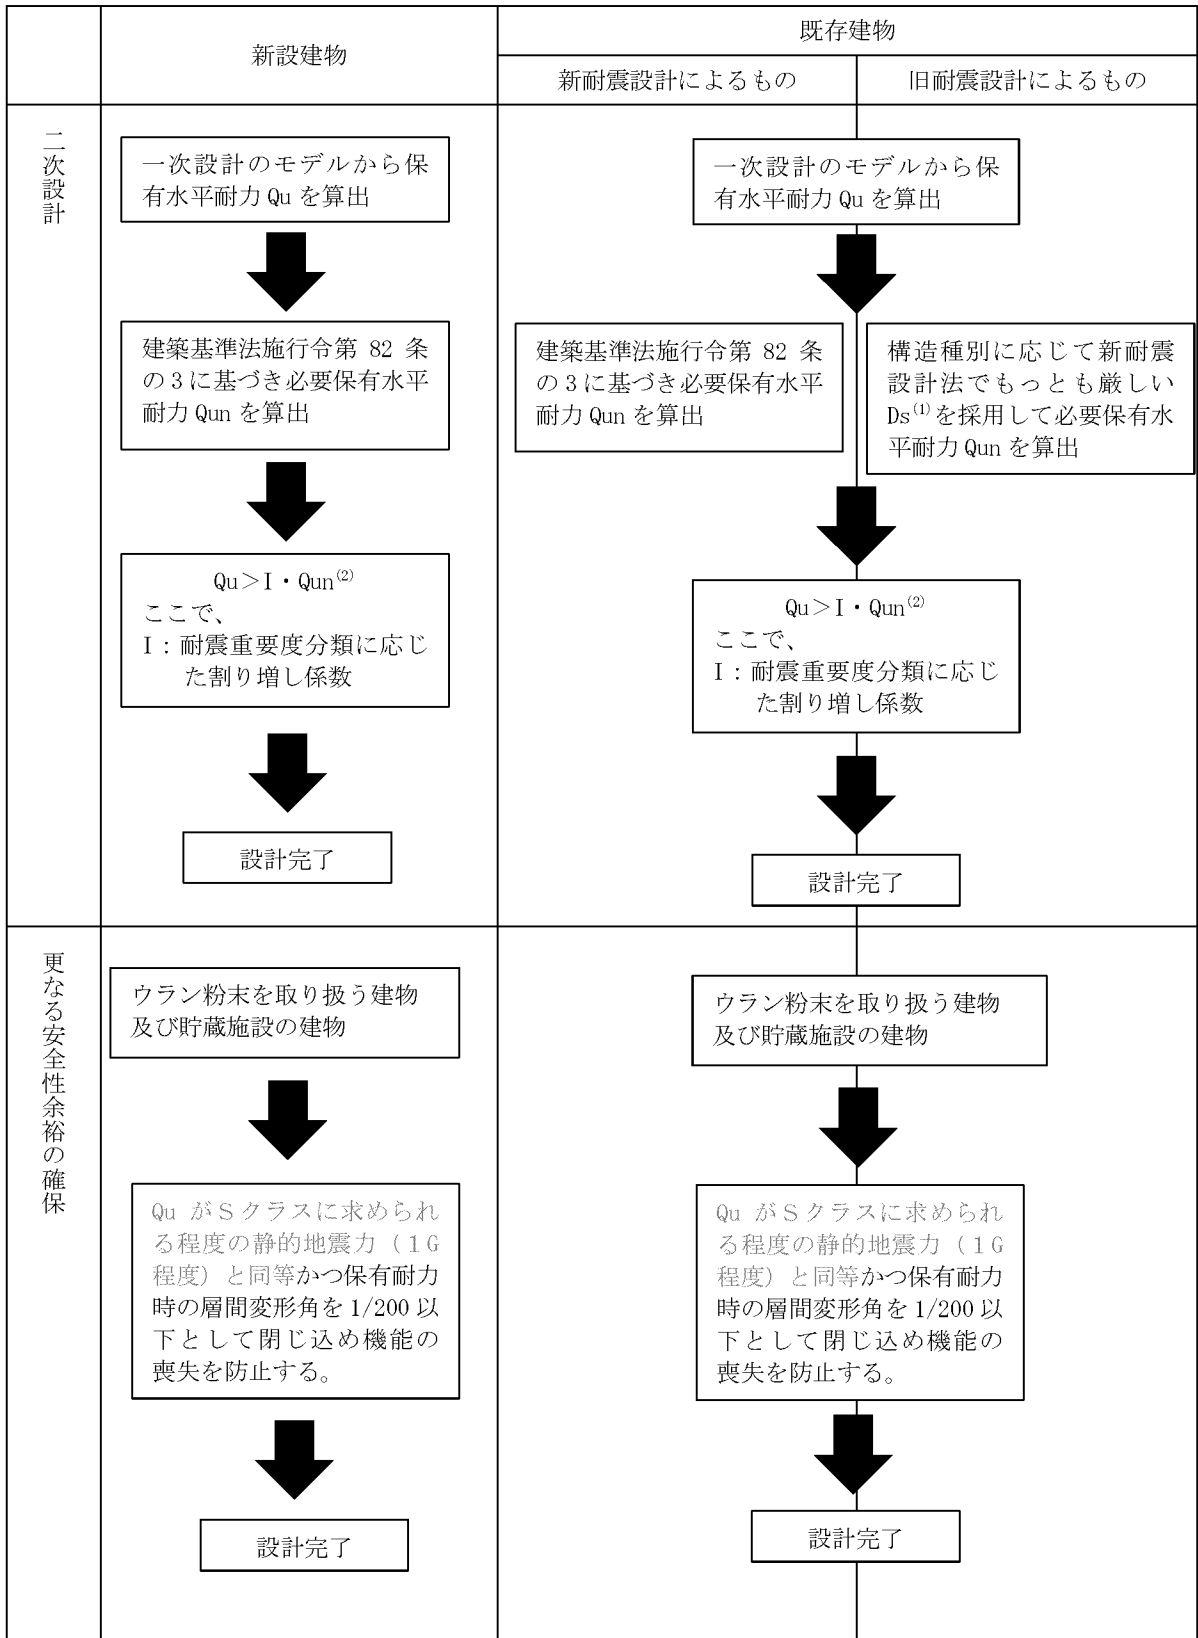 新設建物
既存建物
新耐震設計によるもの
旧耐震設計によるもの
二次設計
一次設計のモデルから保
有水平耐力 Qu を算出
建築基準法施行令第 82 条
の3に基づき必要保有水平
耐力 Qun を算出
Qu>I・Qun⁽²⁾
ここで、
I:耐震重要度分類に応じ
た割り増し係数
設計完了
一次設計のモデルから保
有水平耐力 Qu を算出
建築基準法施行令第 82 条
の3に基づき必要保有水平
耐力 Qun を算出
構造種別に応じて新耐震
設計法でもっとも厳しい
Ds⁽¹⁾を採用して必要保有水
平耐力 Qun を算出
Qu>I・Qun⁽²⁾
ここで、
I:耐震重要度分類に応じ
た割り増し係数
設計完了
更なる安全性余裕の確保
ウラン粉末を取り扱う建物
及び貯蔵施設の建物
Qu がSクラスに求められ
る程度の静的地震力(1G
程度)と同等かつ保有耐力
時の層間変形角を 1/200 以
下として閉じ込め機能の
喪失を防止する。
設計完了
ウラン粉末を取り扱う建物
及び貯蔵施設の建物
Qu がSクラスに求められ
る程度の静的地震力(1G
程度)と同等かつ保有耐力
時の層間変形角を 1/200 以
下として閉じ込め機能の
喪失を防止する。
設計完了